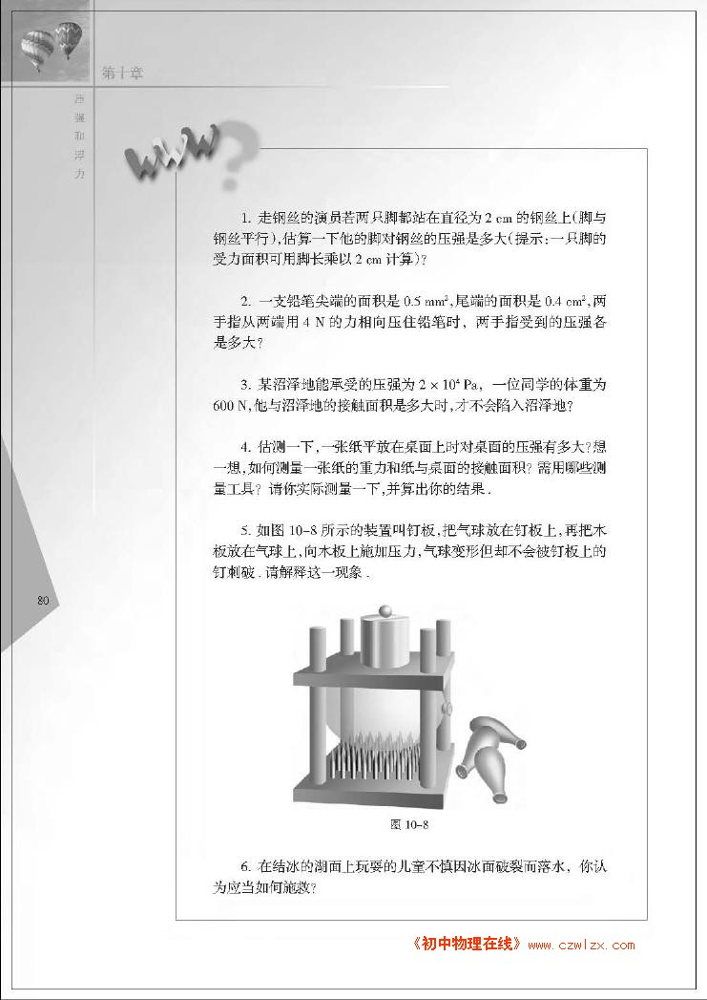 第十章
压强和浮力
WWW?
1. 走钢丝的演员若两只脚都站在直径为 2 cm 的钢丝上(脚与
钢丝平行),估算一下他的脚对钢丝的压强是多大(提示:一只脚的
受力面积可用脚长乘以 2 cm 计算)?
2. 一支铅笔尖端的面积是 0.5 mm²,尾端的面积是 0.4 cm²,两
手指从两端用 4 N 的力相向压住铅笔时, 两手指受到的压强各
是多大?
3. 某沼泽地能承受的压强为 2 × 10⁴ Pa, 一位同学的体重为
600 N,他与沼泽地的接触面积是多大时,才不会陷入沼泽地?
4. 估测一下,一张纸平放在桌面上时对桌面的压强有多大?想
一想,如何测量一张纸的重力和纸与桌面的接触面积? 需用哪些测
量工具? 请你实际测量一下,并算出你的结果.
5. 如图 10-8 所示的装置叫钉板,把气球放在钉板上,再把木
板放在气球上,向木板上施加压力,气球变形但却不会被钉板上的
钉刺破.请解释这一现象.
80
图 10-8
6. 在结冰的湖面上玩耍的儿童不慎因冰面破裂而落水, 你认
为应当如何施救?
《初中物理在线》www.czwlzx.com